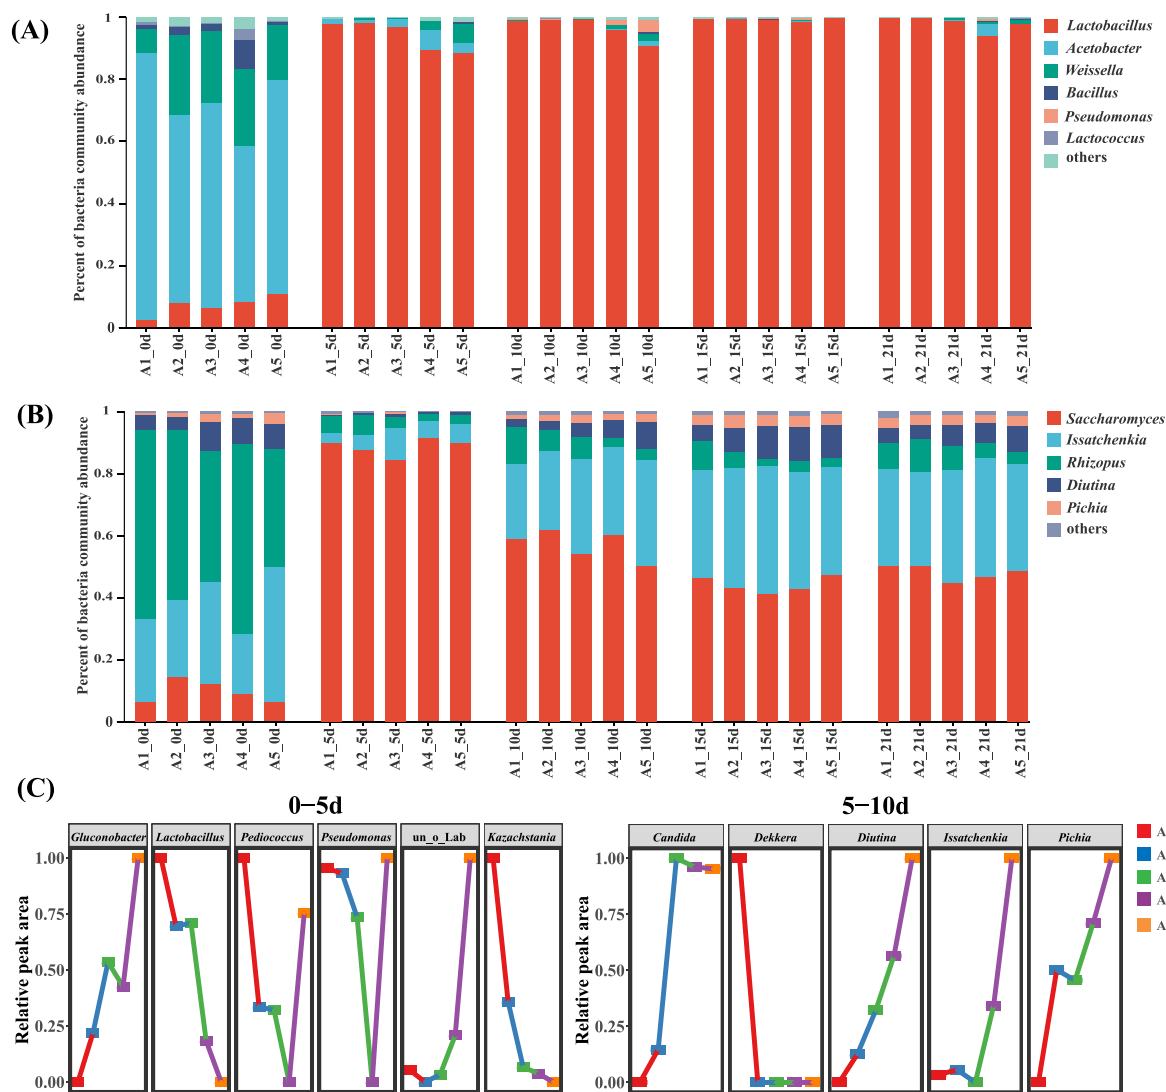 (A)
Percent of bacteria community abundance
1
0.8
0.6
0.4
0.2
0
A1_0d A2_0d A3_0d A4_0d A5_0d A1_5d A2_5d A3_5d A4_5d A5_5d A1_10d A2_10d A3_10d A4_10d A5_10d A1_15d A2_15d A3_15d A4_15d A5_15d A1_21d A2_21d A3_21d A4_21d A5_21d
Lactobacillus
Acetobacter
Weissella
Bacillus
Pseudomonas
Lactococcus
others
(B)
Percent of bacteria community abundance
1
0.8
0.6
0.4
0.2
0
A1_0d A2_0d A3_0d A4_0d A5_0d A1_5d A2_5d A3_5d A4_5d A5_5d A1_10d A2_10d A3_10d A4_10d A5_10d A1_15d A2_15d A3_15d A4_15d A5_15d A1_21d A2_21d A3_21d A4_21d A5_21d
Saccharomyces
Issatchenkia
Rhizopus
Diutina
Pichia
others
(C)
0−5d
Gluconobacter Lactobacillus Pediococcus Pseudomonas un_o_Lab Kazachstania
Relative peak area
1.00
0.75
0.50
0.25
0.00
5−10d
Candida Dekkera Diutina Issatchenkia Pichia
Relative peak area
1.00
0.75
0.50
0.25
0.00
A
A
A
A
A